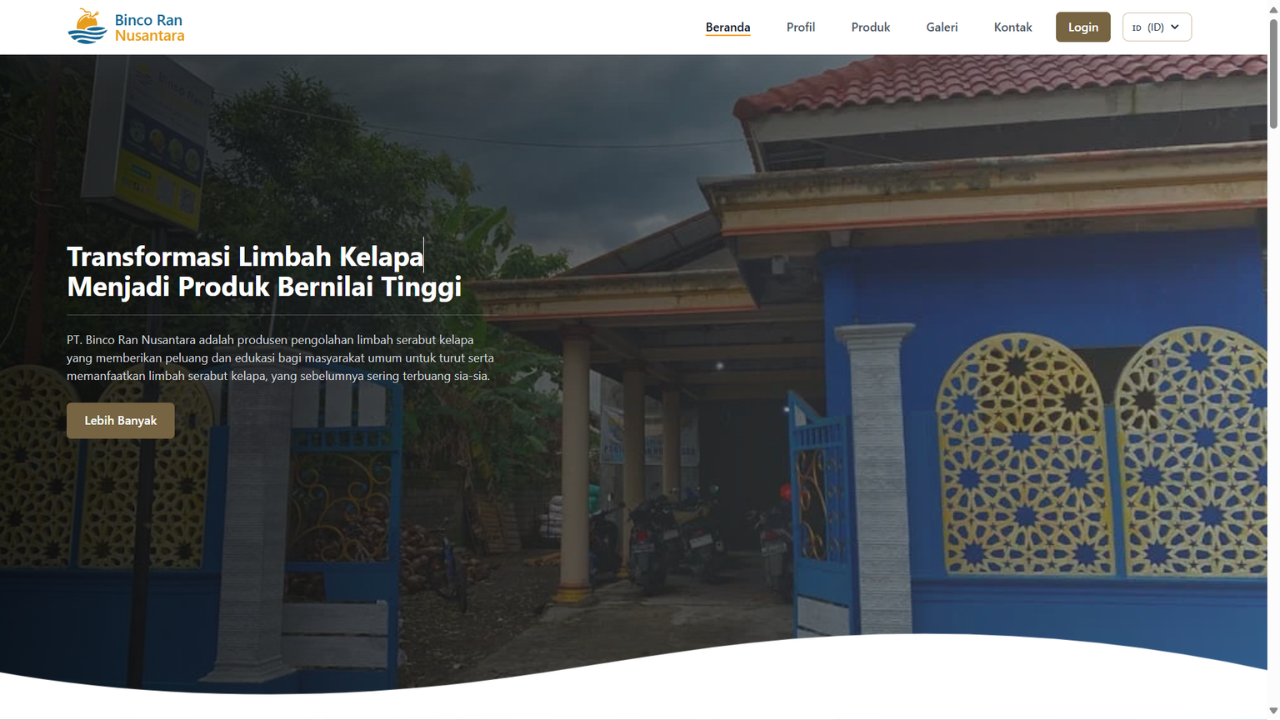 Binco Ran
Nusantara
Beranda
Profil
Produk
Galeri
Kontak
Login
ID (ID)
Transformasi Limbah Kelapa
Menjadi Produk Bernilai Tinggi
PT. Binco Ran Nusantara adalah produsen pengolahan limbah serabut kelapa
yang memberikan peluang dan edukasi bagi masyarakat umum untuk turut serta
memanfaatkan limbah serabut kelapa, yang sebelumnya sering terbuang sia-sia.
Lebih Banyak